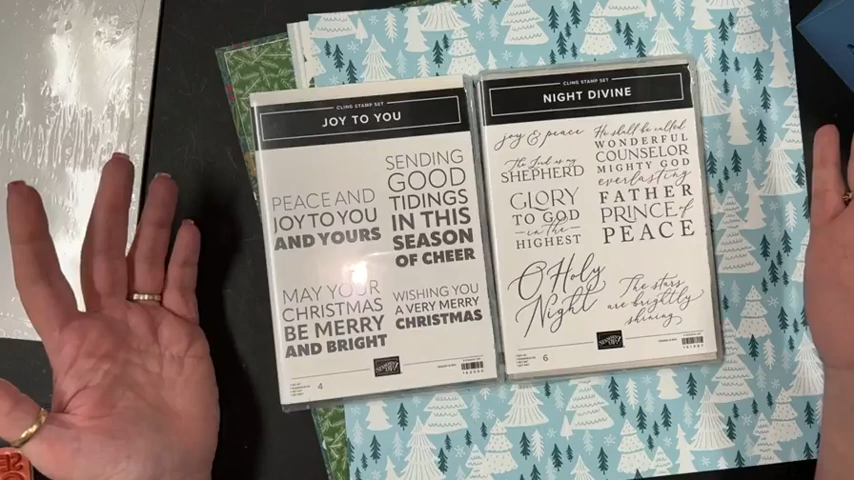 CLING STAMP SET
JOY TO YOU
PEACE AND
JOY TO YOU
AND YOURS
SENDING
GOOD
TIDINGS
IN THIS
SEASON
OF CHEER
MAY YOUR
CHRISTMAS
BE MERRY
AND BRIGHT
WISHING YOU
A VERY MERRY
CHRISTMAS
4
CLING STAMP SET
NIGHT DIVINE
joy & peace
The Lord is my
SHEPHERD
GLORY
TO GOD
in the
HIGHEST
He shall be called
WONDERFUL
COUNSELOR
MIGHTY GOD
everlasting
FATHER
PRINCE of
PEACE
O Holy
Night
The stars
are brightly
shining
6